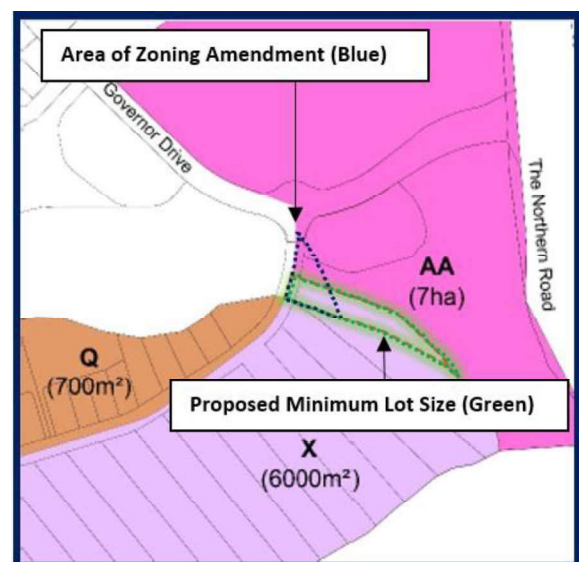 Area of Zoning Amendment (Blue)
Governor Drive
The Northern Road
AA
(7ha)
Q
(700m²)
Proposed Minimum Lot Size (Green)
X
(6000m²)